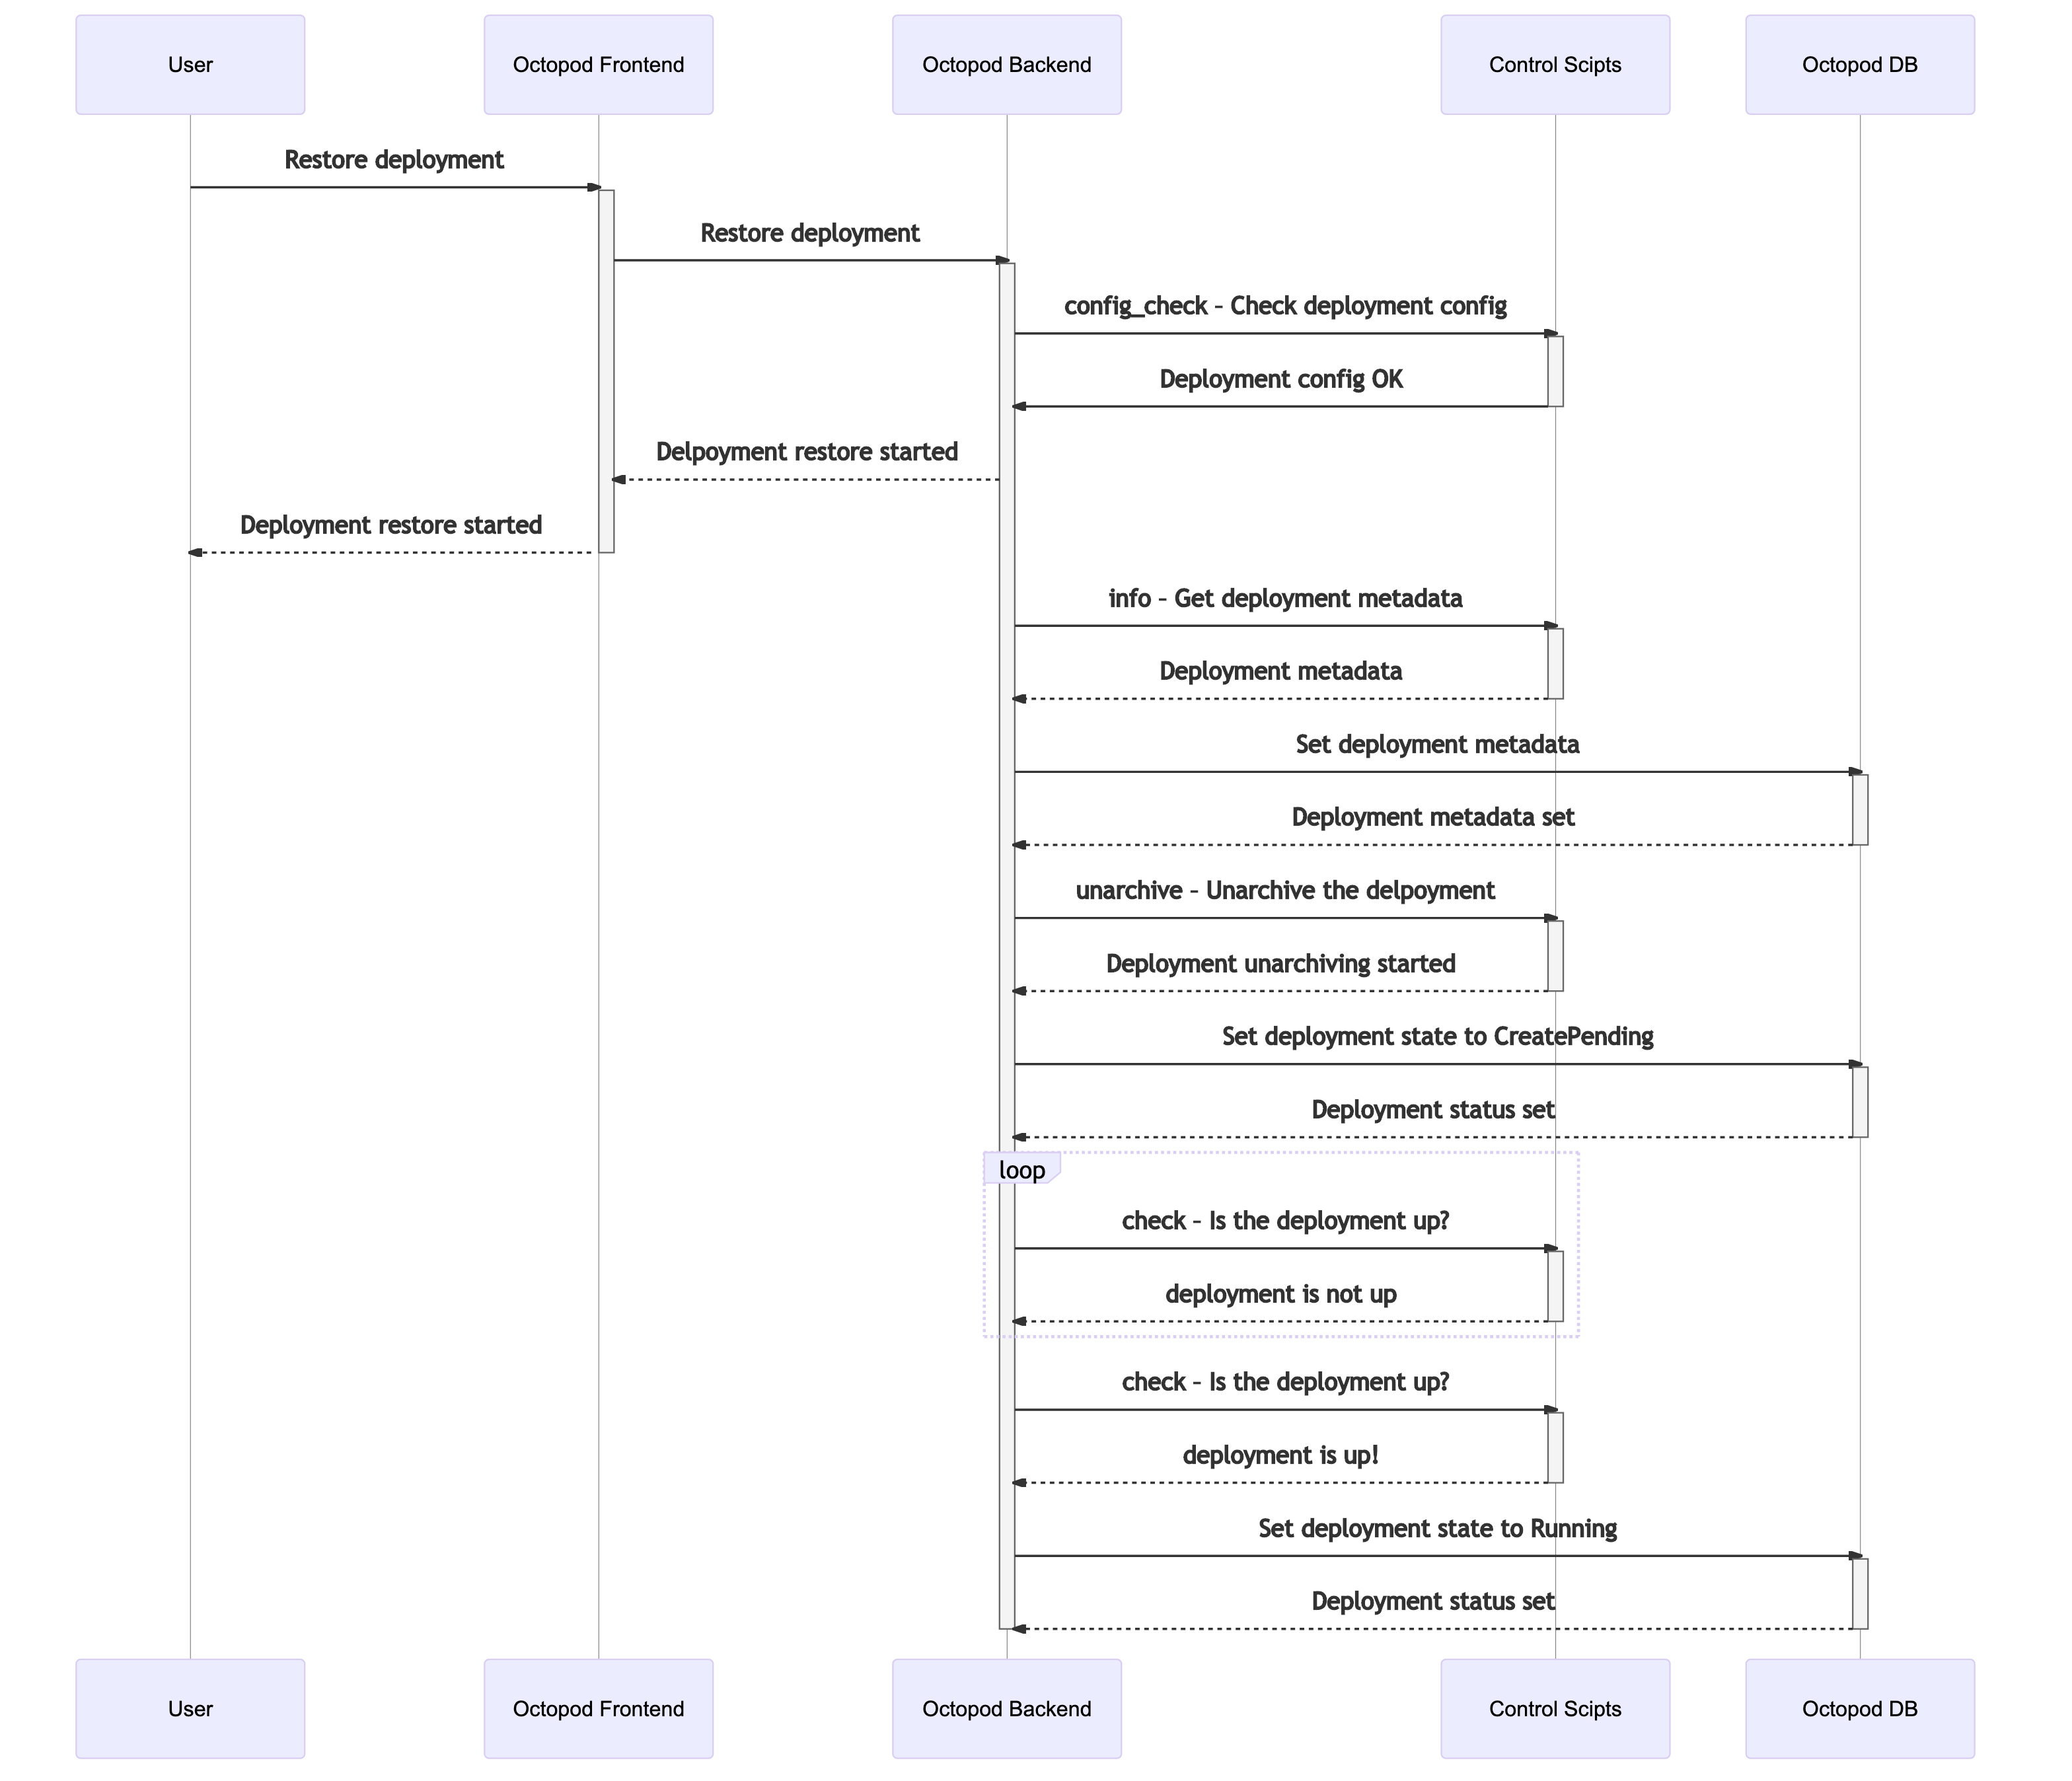 User
Octopod Frontend
Octopod Backend
Control Scipts
Octopod DB
Restore deployment
Restore deployment
config_check - Check deployment config
Deployment config OK
Delpoyment restore started
Deployment restore started
info - Get deployment metadata
Deployment metadata
Set deployment metadata
Deployment metadata set
unarchive - Unarchive the delpoyment
Deployment unarchiving started
Set deployment state to CreatePending
Deployment status set
loop
check - Is the deployment up?
deployment is not up
check - Is the deployment up?
deployment is up!
Set deployment state to Running
Deployment status set
User
Octopod Frontend
Octopod Backend
Control Scipts
Octopod DB